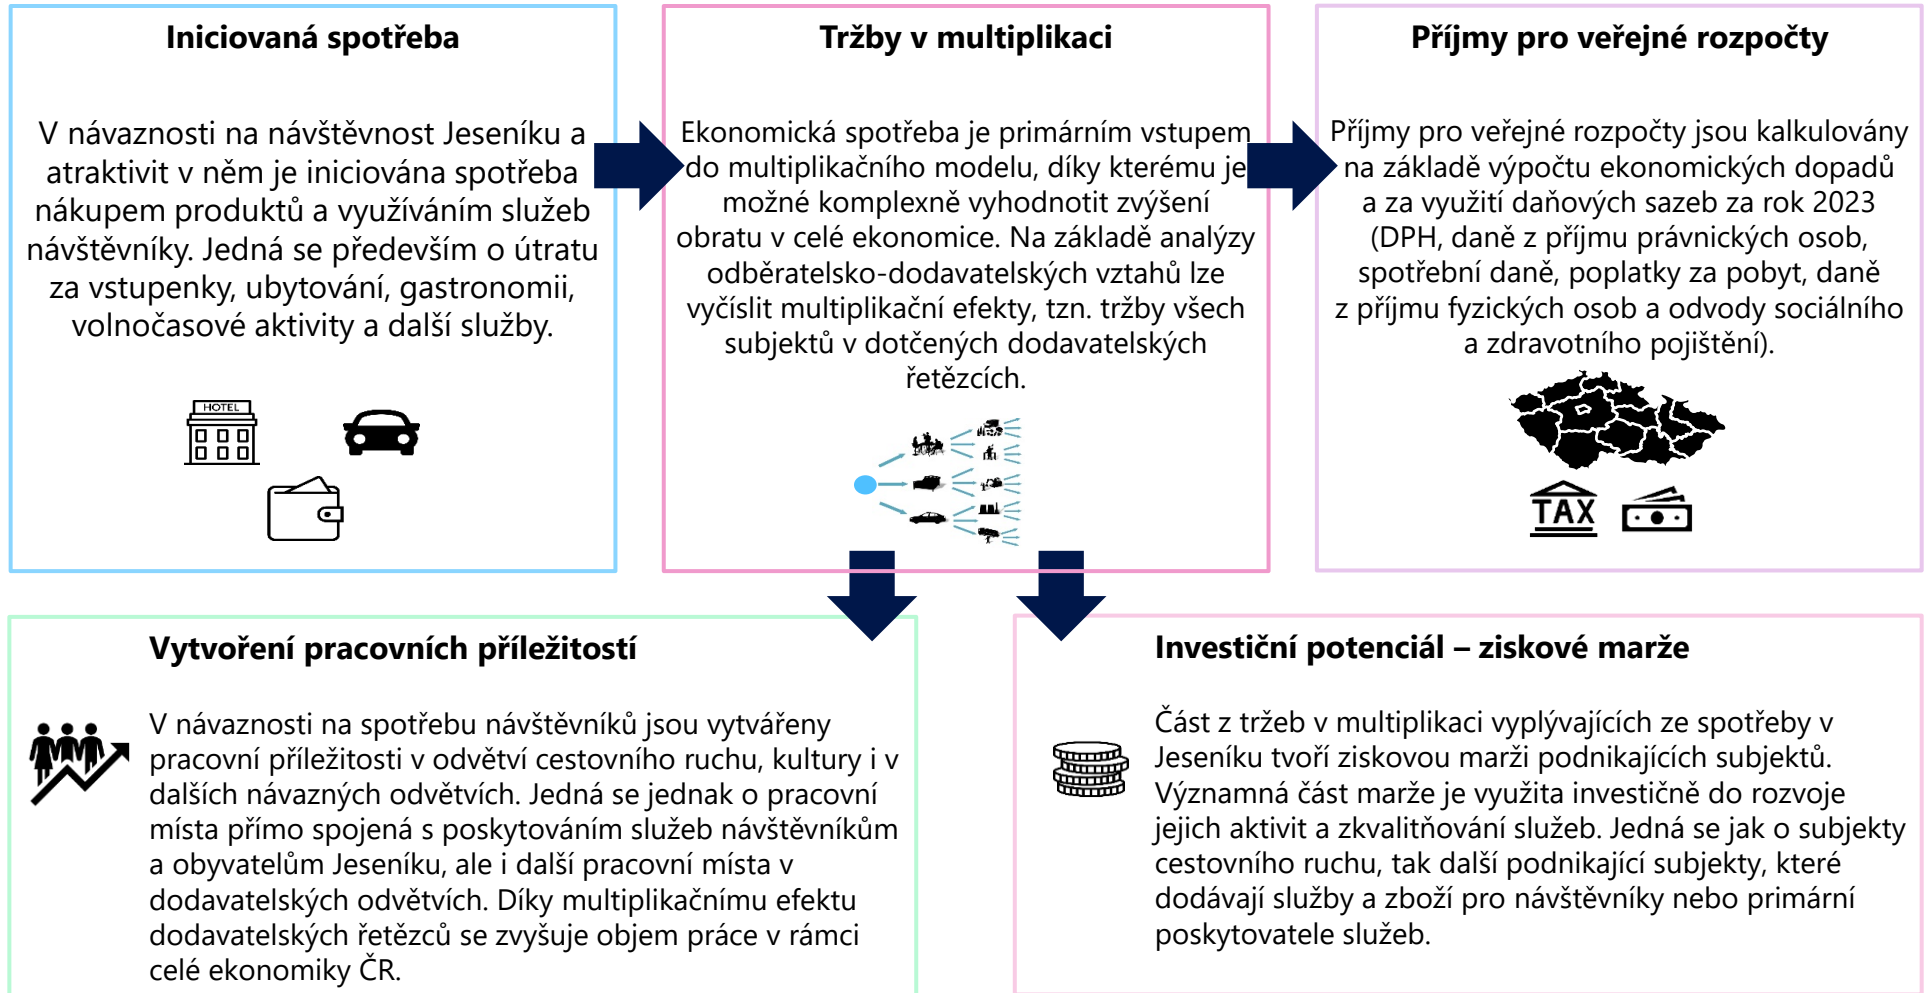 Iniciovaná spotřeba
V návaznosti na návštěvnost Jeseníku a
atraktivit v něm je iniciována spotřeba
nákupem produktů a využíváním služeb
návštěvníky. Jedná se především o útratu
za vstupenky, ubytování, gastronomii,
volnočasové aktivity a další služby.
HOTEL
Tržby v multiplikaci
Ekonomická spotřeba je primárním vstupem
do multiplikačního modelu, díky kterému je
možné komplexně vyhodnotit zvýšení
obratu v celé ekonomice. Na základě analýzy
odběratelsko-dodavatelských vztahů lze
vyčíslit multiplikační efekty, tzn. tržby všech
subjektů v dotčených dodavatelských
řetězcích.
Příjmy pro veřejné rozpočty
Příjmy pro veřejné rozpočty jsou kalkulovány
na základě výpočtu ekonomických dopadů
a za využití daňových sazeb za rok 2023
(DPH, daně z příjmu právnických osob,
spotřební daně, poplatky za pobyt, daně
z příjmu fyzických osob a odvody sociálního
a zdravotního pojištění).
TAX
Vytvoření pracovních příležitostí
V návaznosti na spotřebu návštěvníků jsou vytvářeny
pracovní příležitosti v odvětví cestovního ruchu, kultury i v
dalších návazných odvětvích. Jedná se jednak o pracovní
místa přímo spojená s poskytováním služeb návštěvníkům
a obyvatelům Jeseníku, ale i další pracovní místa v
dodavatelských odvětvích. Díky multiplikačnímu efektu
dodavatelských řetězců se zvyšuje objem práce v rámci
celé ekonomiky ČR.
Investiční potenciál – ziskové marže
Část z tržeb v multiplikaci vyplývajících ze spotřeby v
Jeseníku tvoří ziskovou marži podnikajících subjektů.
Významná část marže je využita investičně do rozvoje
jejich aktivit a zkvalitňování služeb. Jedná se jak o subjekty
cestovního ruchu, tak další podnikající subjekty, které
dodávají služby a zboží pro návštěvníky nebo primární
poskytovatele služeb.